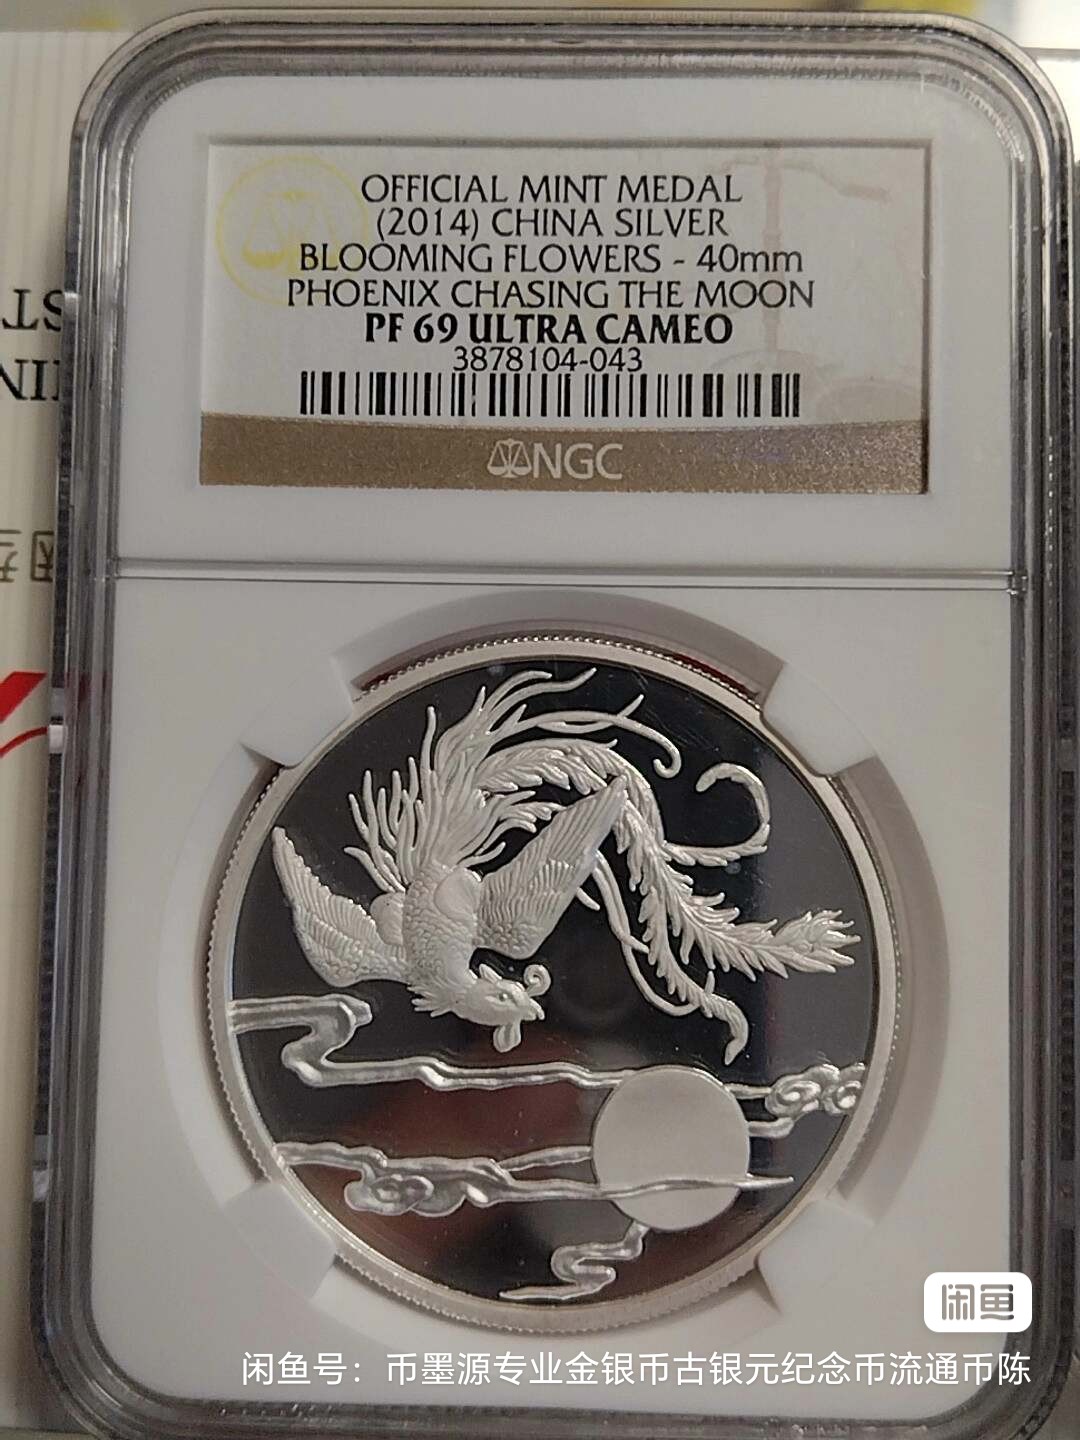 OFFICIAL MINT MEDAL
(2014) CHINA SILVER
BLOOMING FLOWERS - 40mm
PHOENIX CHASING THE MOON
PF 69 ULTRA CAMEO
3878104-043
NGC
闲鱼
闲鱼号：币墨源专业金银币古银元纪念币流通币陈